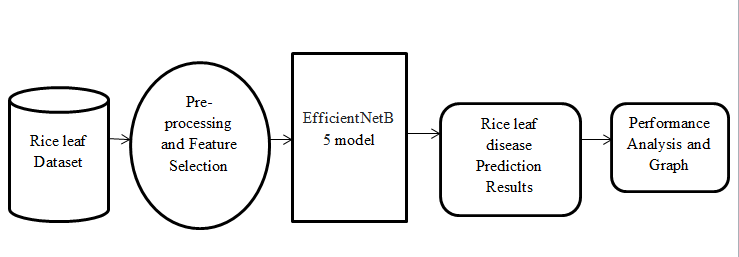 Rice leaf
Dataset
Pre-
processing
and Feature
Selection
EfficientNetB
5 model
Rice leaf
disease
Prediction
Results
Performance
Analysis and
Graph